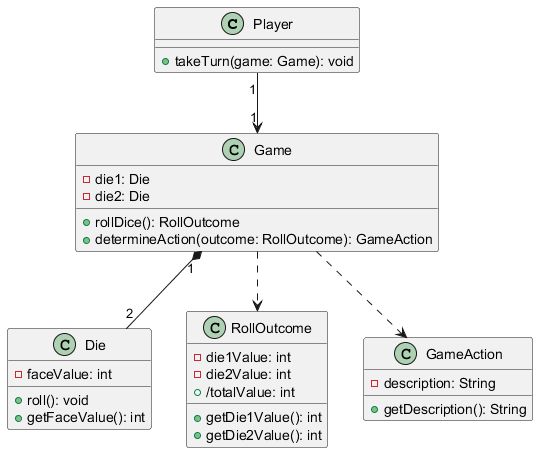 C Player
takeTurn(game: Game): void
1
1
C Game
die1: Die
die2: Die
rollDice(): RollOutcome
determineAction(outcome: RollOutcome): GameAction
1
2
C Die
faceValue: int
roll(): void
getFaceValue(): int
C RollOutcome
die1Value: int
die2Value: int
/totalValue: int
getDie1Value(): int
getDie2Value(): int
C GameAction
description: String
getDescription(): String